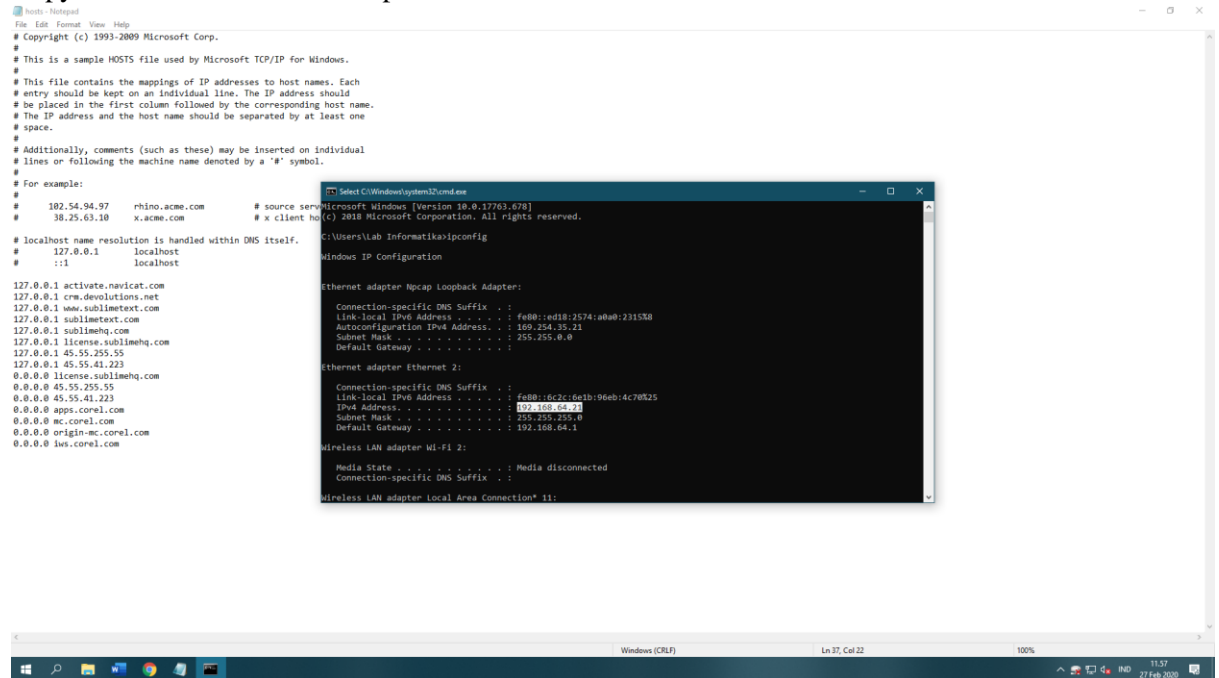 hosts - Notepad
File Edit Format View Help
# Copyright (c) 1993-2009 Microsoft Corp.
#
# This is a sample HOSTS file used by Microsoft TCP/IP for Windows.
#
# This file contains the mappings of IP addresses to host names. Each
# entry should be kept on an individual line. The IP address should
# be placed in the first column followed by the corresponding host name.
# The IP address and the host name should be separated by at least one
# space.
#
# Additionally, comments (such as these) may be inserted on individual
# lines or following the machine name denoted by a '#' symbol.
#
# For example:
#
# 102.54.94.97 rhino.acme.com # source serv
# 38.25.63.10 x.acme.com # x client ho
# localhost name resolution is handled within DNS itself.
# 127.0.0.1 localhost
# ::1 localhost
127.0.0.1 activate.navicat.com
127.0.0.1 crm.devolutions.net
127.0.0.1 www.sublimetext.com
127.0.0.1 sublimetext.com
127.0.0.1 sublimehq.com
127.0.0.1 license.sublimehq.com
127.0.0.1 45.55.255.55
127.0.0.1 45.55.41.223
0.0.0.0 license.sublimehq.com
0.0.0.0 45.55.255.55
0.0.0.0 45.55.41.223
0.0.0.0 apps.corel.com
0.0.0.0 mc.corel.com
0.0.0.0 origin-mc.corel.com
0.0.0.0 iws.corel.com
Select C:\Windows\system32\cmd.exe
Microsoft Windows [Version 10.0.17763.678]
(c) 2018 Microsoft Corporation. All rights reserved.
C:\Users\Lab Informatika>ipconfig
Windows IP Configuration
Ethernet adapter Npcap Loopback Adapter:
Connection-specific DNS Suffix . :
Link-local IPv6 Address . . . . . : fe80::ed18:2574:a0a0:2315%8
Autoconfiguration IPv4 Address. . : 169.254.35.21
Subnet Mask . . . . . . . . . . . : 255.255.0.0
Default Gateway . . . . . . . . . :
Ethernet adapter Ethernet 2:
Connection-specific DNS Suffix . :
Link-local IPv6 Address . . . . . : fe80::6c2c:6e1b:96eb:4c70%25
IPv4 Address. . . . . . . . . . . : 192.168.64.21
Subnet Mask . . . . . . . . . . . : 255.255.255.0
Default Gateway . . . . . . . . . : 192.168.64.1
Wireless LAN adapter Wi-Fi 2:
Media State . . . . . . . . . . . : Media disconnected
Connection-specific DNS Suffix . :
Wireless LAN adapter Local Area Connection* 11:
Windows (CRLF) Ln 37, Col 22 100%
IND 11.57
27 Feb 2020